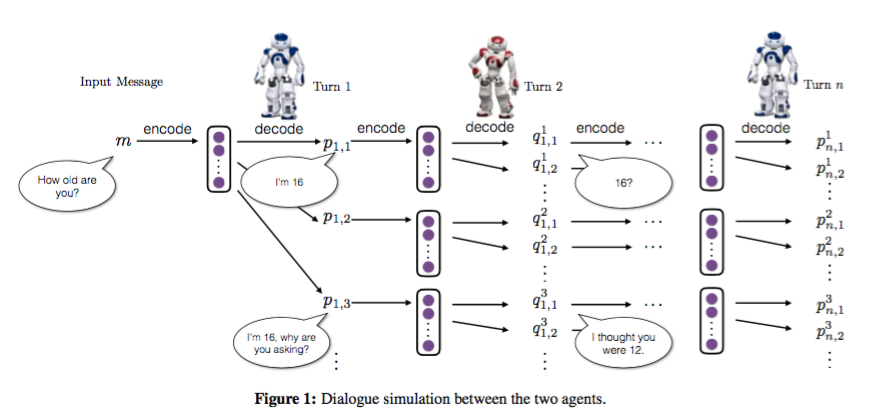 Input Message
Turn 1
Turn 2
Turn n
m
encode
decode
encode
decode
encode
decode
How old are
you?
p_{1,1}
I'm 16
p_{1,2}
p_{1,3}
I'm 16, why are
you asking?
⋮
q^1_{1,1}
q^1_{1,2}
⋮
16?
q^2_{1,1}
q^2_{1,2}
⋮
q^3_{1,1}
q^3_{1,2}
⋮
I thought you
were 12.
...
...
...
...
...
p^1_{n,1}
p^1_{n,2}
⋮
p^2_{n,1}
p^2_{n,2}
⋮
p^3_{n,1}
p^3_{n,2}
⋮
Figure 1: Dialogue simulation between the two agents.